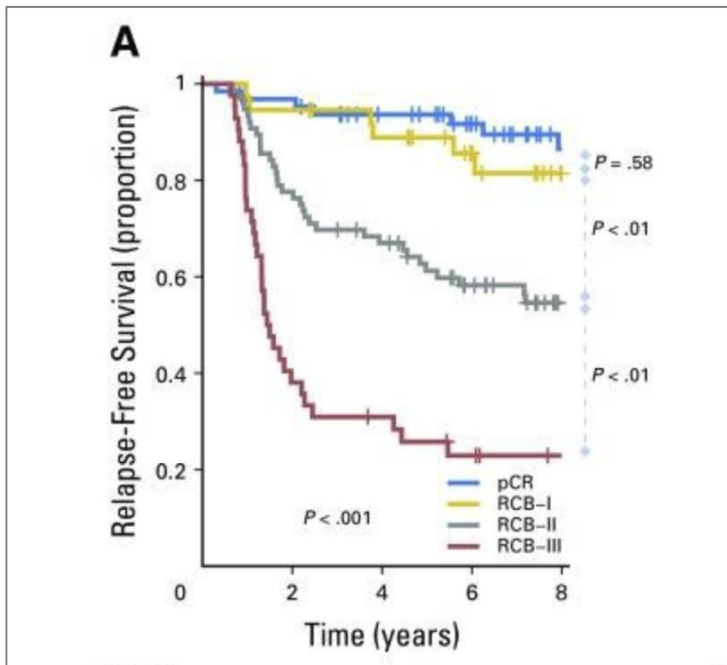 A
Relapse-Free Survival (proportion)
1
0.8
0.6
0.4
0.2
0
P = .58
P < .01
P < .01
pCR
RCB–I
RCB–II
RCB–III
P < .001
2
4
6
8
Time (years)